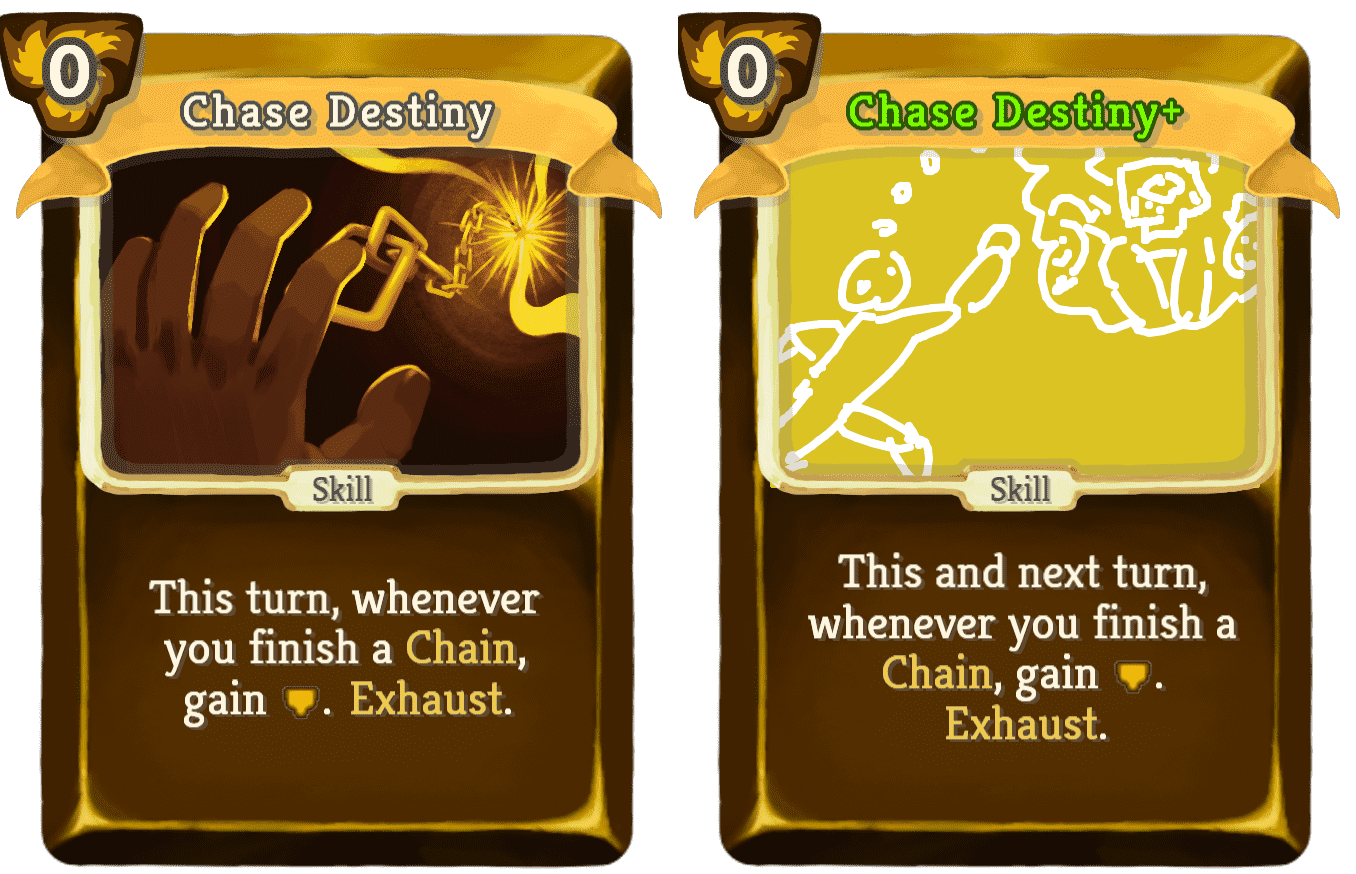 0
Chase Destiny
Skill
This turn, whenever
you finish a Chain,
gain .  Exhaust.
0
Chase Destiny+
Skill
This and next turn,
whenever you finish a
Chain, gain .
Exhaust.